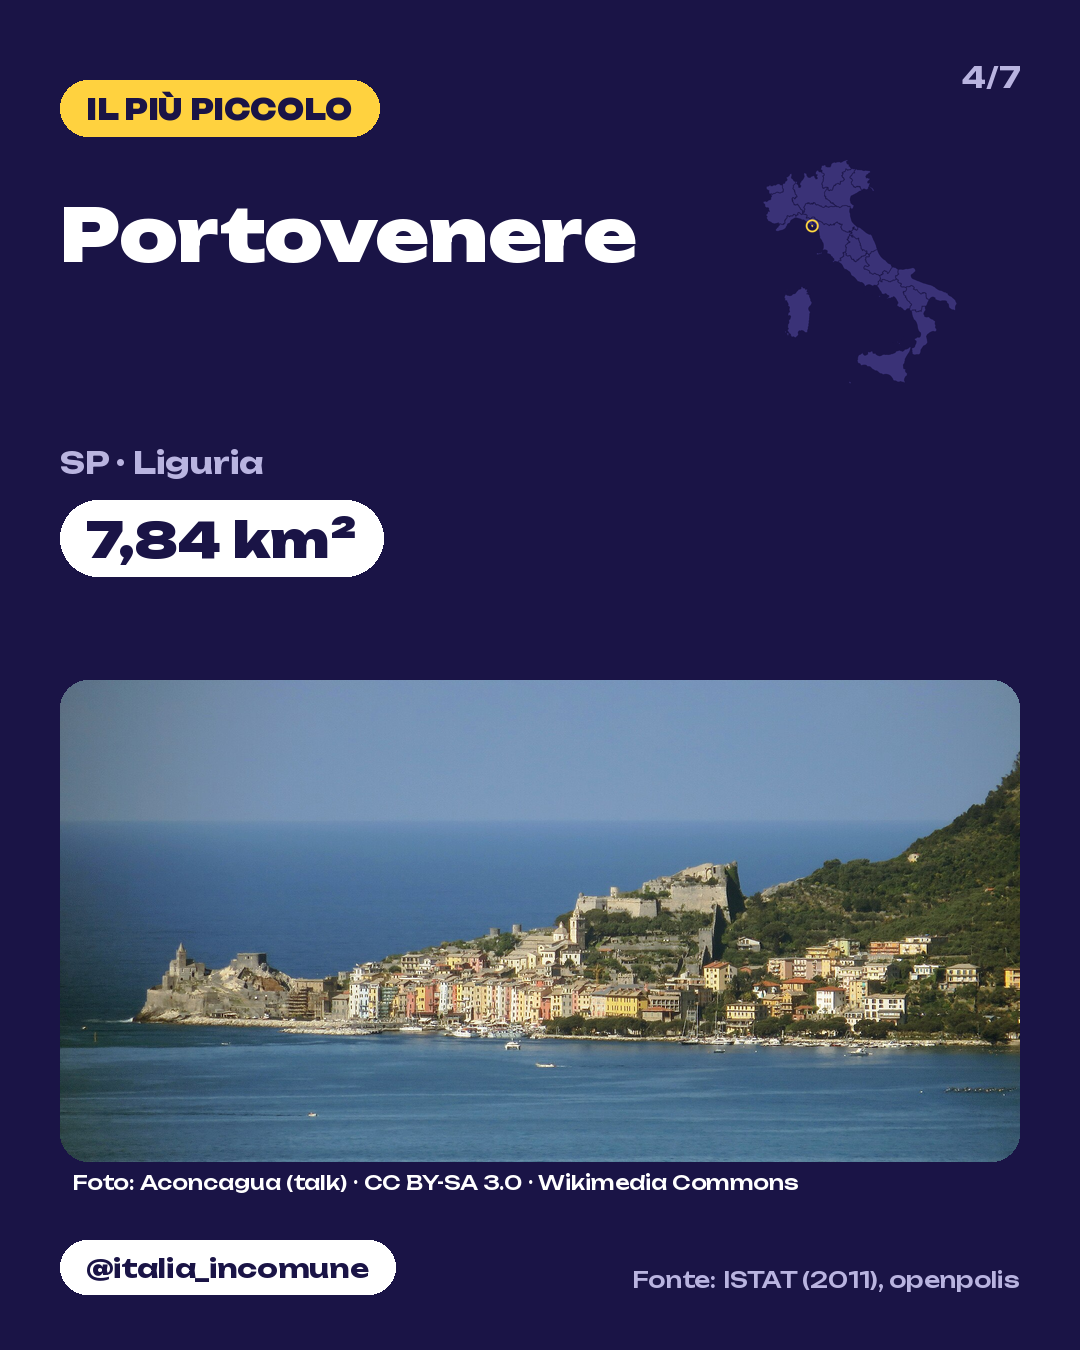 4/7
IL PIÙ PICCOLO
Portovenere
SP · Liguria
7,84 km²
Foto: Aconcagua (talk) · CC BY-SA 3.0 · Wikimedia Commons
@italia_incomune
Fonte: ISTAT (2011), openpolis